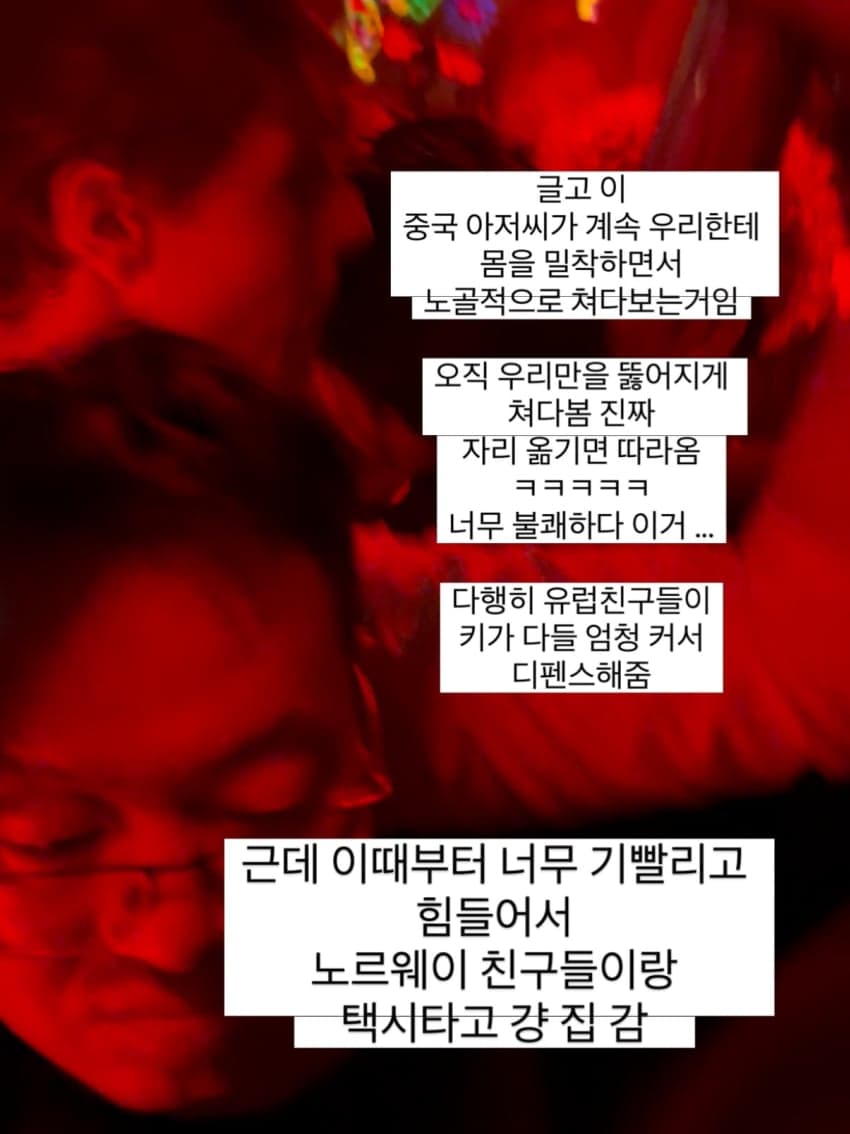 글고 이
중국 아저씨가 계속 우리한테
몸을 밀착하면서
노골적으로 쳐다보는거임
오직 우리만을 뚫어지게
쳐다봄 진짜
자리 옮기면 따라옴
ㅋㅋㅋㅋㅋ
너무 불쾌하다 이거 ...
다행히 유럽친구들이
키가 다들 엄청 커서
디펜스해줌
근데 이때부터 너무 기빨리고
힘들어서
노르웨이 친구들이랑
택시타고 걍 집 감